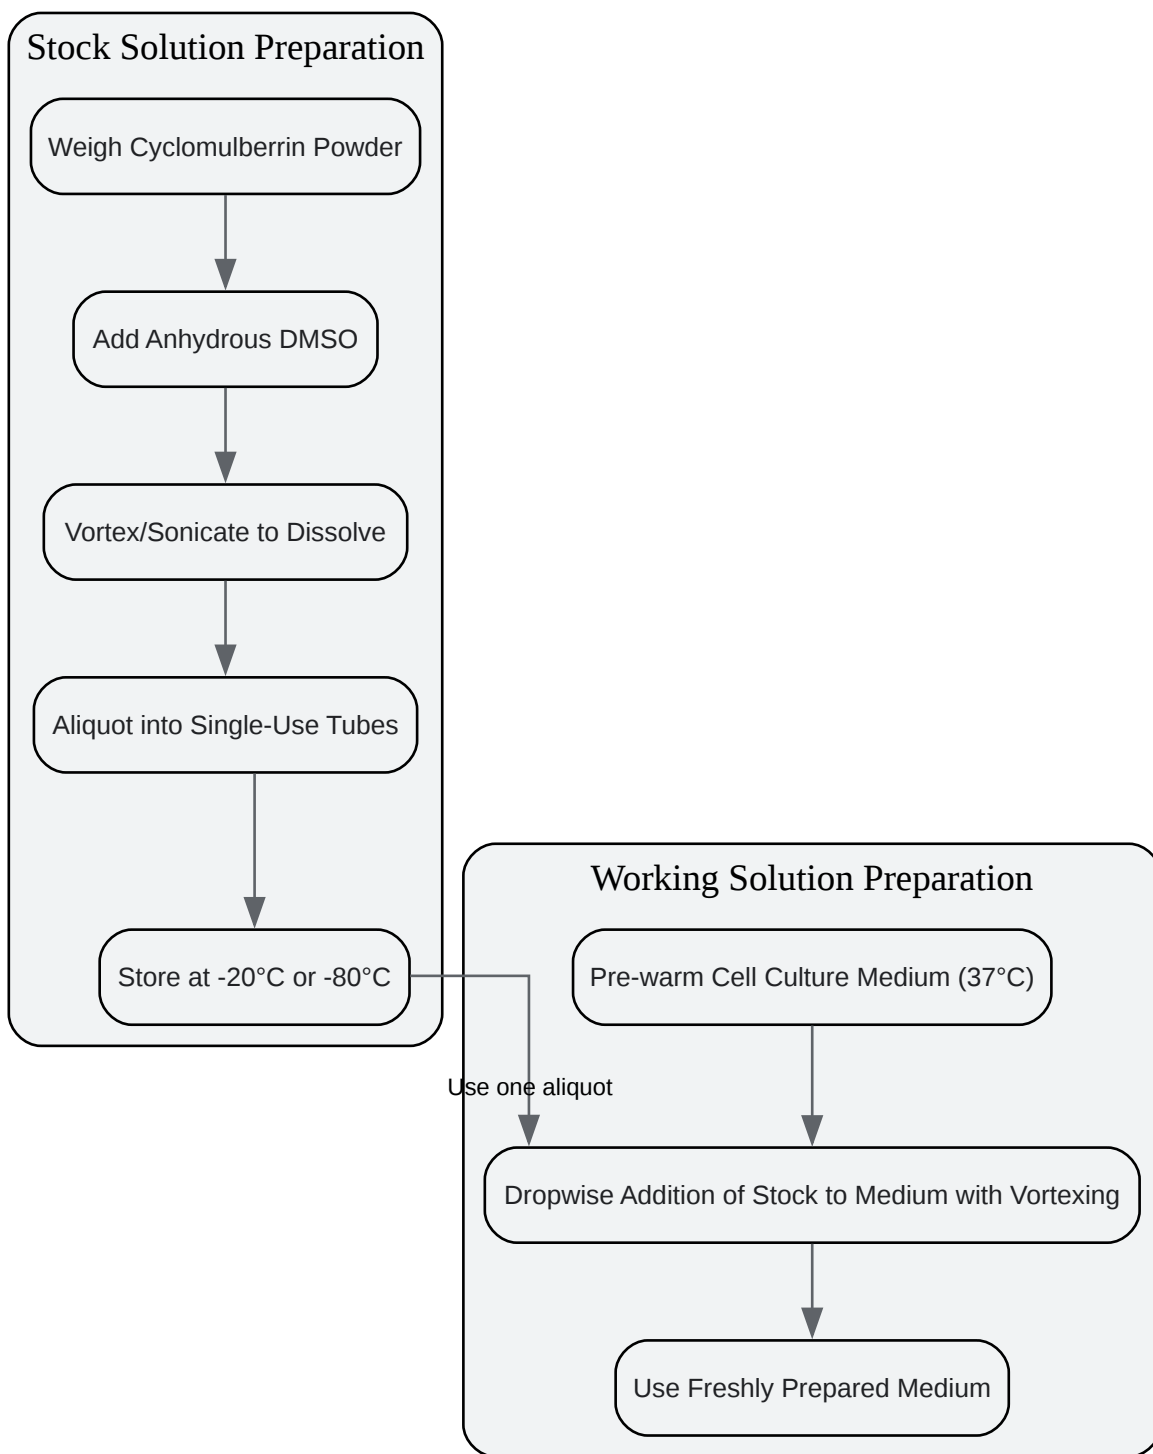 Stock Solution Preparation
Weigh Cyclomulberrin Powder
Add Anhydrous DMSO
Vortex/Sonicate to Dissolve
Aliquot into Single-Use Tubes
Store at -20°C or -80°C
Working Solution Preparation
Pre-warm Cell Culture Medium (37°C)
Use one aliquot
Dropwise Addition of Stock to Medium with Vortexing
Use Freshly Prepared Medium